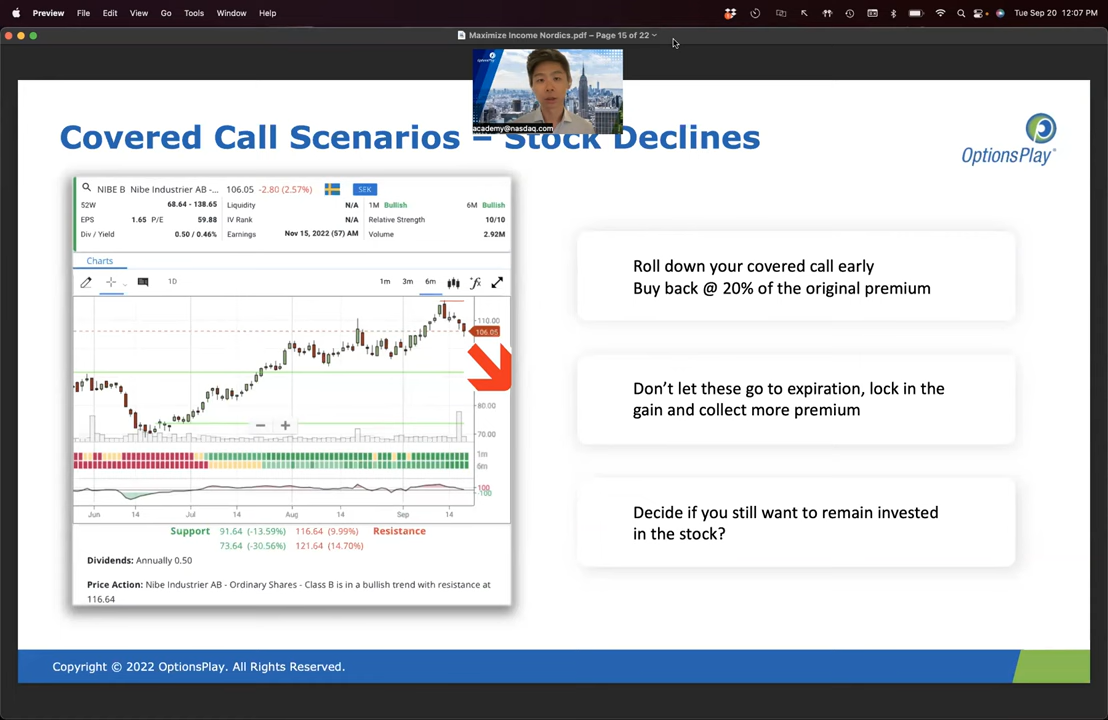 Preview File Edit View Go Tools Window Help
Tue Sep 20 12:07 PM
Maximize Income Nordics.pdf – Page 15 of 22
OptionsPlay
academy@nasdaq.com
Covered Call Scenarios – Stock Declines
OptionsPlay
NIBE B Nibe Industrier AB -... 106.05 -2.80 (2.57%) SEK
52W 68.64 - 138.65 Liquidity N/A 1M Bullish 6M Bullish
EPS 1.65 P/E 59.88 IV Rank N/A Relative Strength 10/10
Div / Yield 0.50 / 0.46% Earnings Nov 15, 2022 (57) AM Volume 2.92M
Charts
1D 1m 3m 6m
110.00
106.05
80.00
70.00
1m
6m
100
-100
Jun 14 Jul 14 Aug 14 Sep 14
Support 91.64 (-13.59%) 116.64 (9.99%) Resistance
73.64 (-30.56%) 121.64 (14.70%)
Dividends: Annually 0.50
Price Action: Nibe Industrier AB - Ordinary Shares - Class B is in a bullish trend with resistance at
116.64
Roll down your covered call early
Buy back @ 20% of the original premium
Don’t let these go to expiration, lock in the
gain and collect more premium
Decide if you still want to remain invested
in the stock?
Copyright © 2022 OptionsPlay. All Rights Reserved.